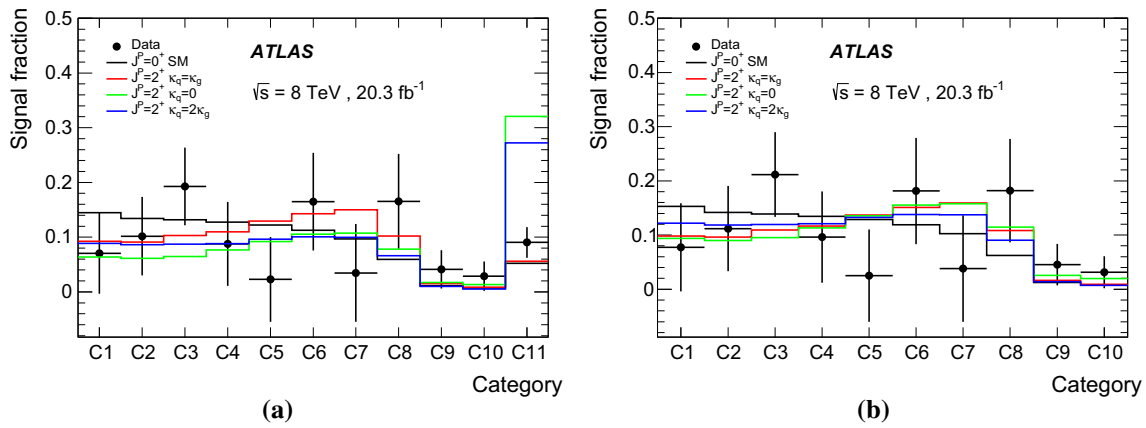 Signal fraction
0.5
0.4
0.3
0.2
0.1
0
Data
J^P=0^+ SM
J^P=2^+ κ_q=κ_g
J^P=2^+ κ_q=0
J^P=2^+ κ_q=2κ_g
ATLAS
√s = 8 TeV , 20.3 fb^-1
C1 C2 C3 C4 C5 C6 C7 C8 C9 C10 C11
Category
(a)
Signal fraction
0.5
0.4
0.3
0.2
0.1
0
Data
J^P=0^+ SM
J^P=2^+ κ_q=κ_g
J^P=2^+ κ_q=0
J^P=2^+ κ_q=2κ_g
ATLAS
√s = 8 TeV , 20.3 fb^-1
C1 C2 C3 C4 C5 C6 C7 C8 C9 C10
Category
(b)